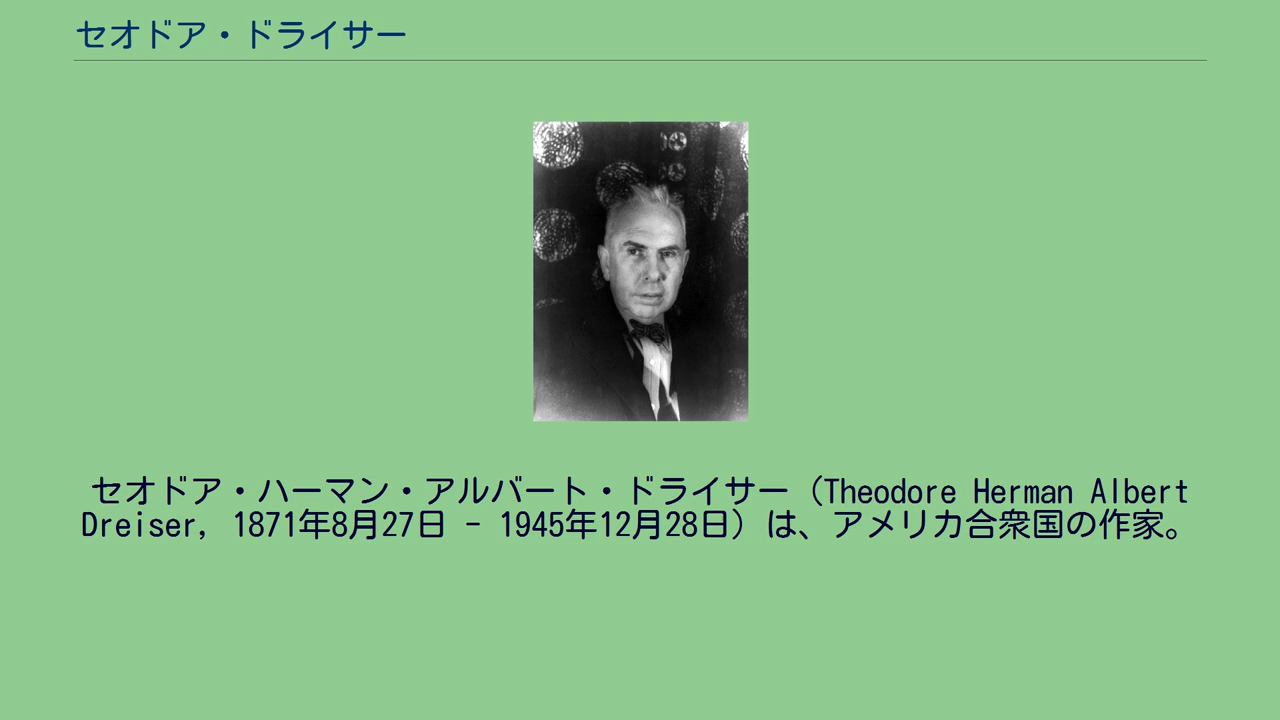 セオドア・ドライサー
セオドア・ハーマン・アルバート・ドライサー（Theodore Herman Albert
Dreiser, 1871年8月27日 - 1945年12月28日）は、アメリカ合衆国の作家。